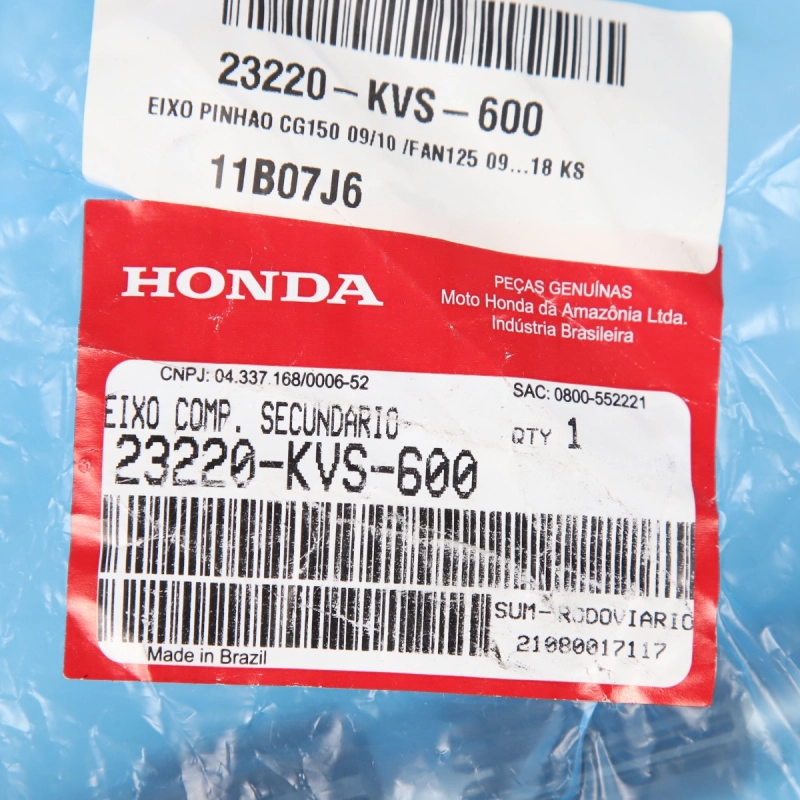 23220-KVS-600
EIXO PINHAO CG150 09/10 /FAN125 09...18 KS
11B07J6
HONDA
PEÇAS GENUÍNAS
Moto Honda da Amazônia Ltda.
Indústria Brasileira
CNPJ: 04.337.168/0006-52
SAC: 0800-552221
EIXO COMP. SECUNDARIO
QTY 1
23220-KVS-600
SUM-RODOVIARIO
21080017117
Made in Brazil